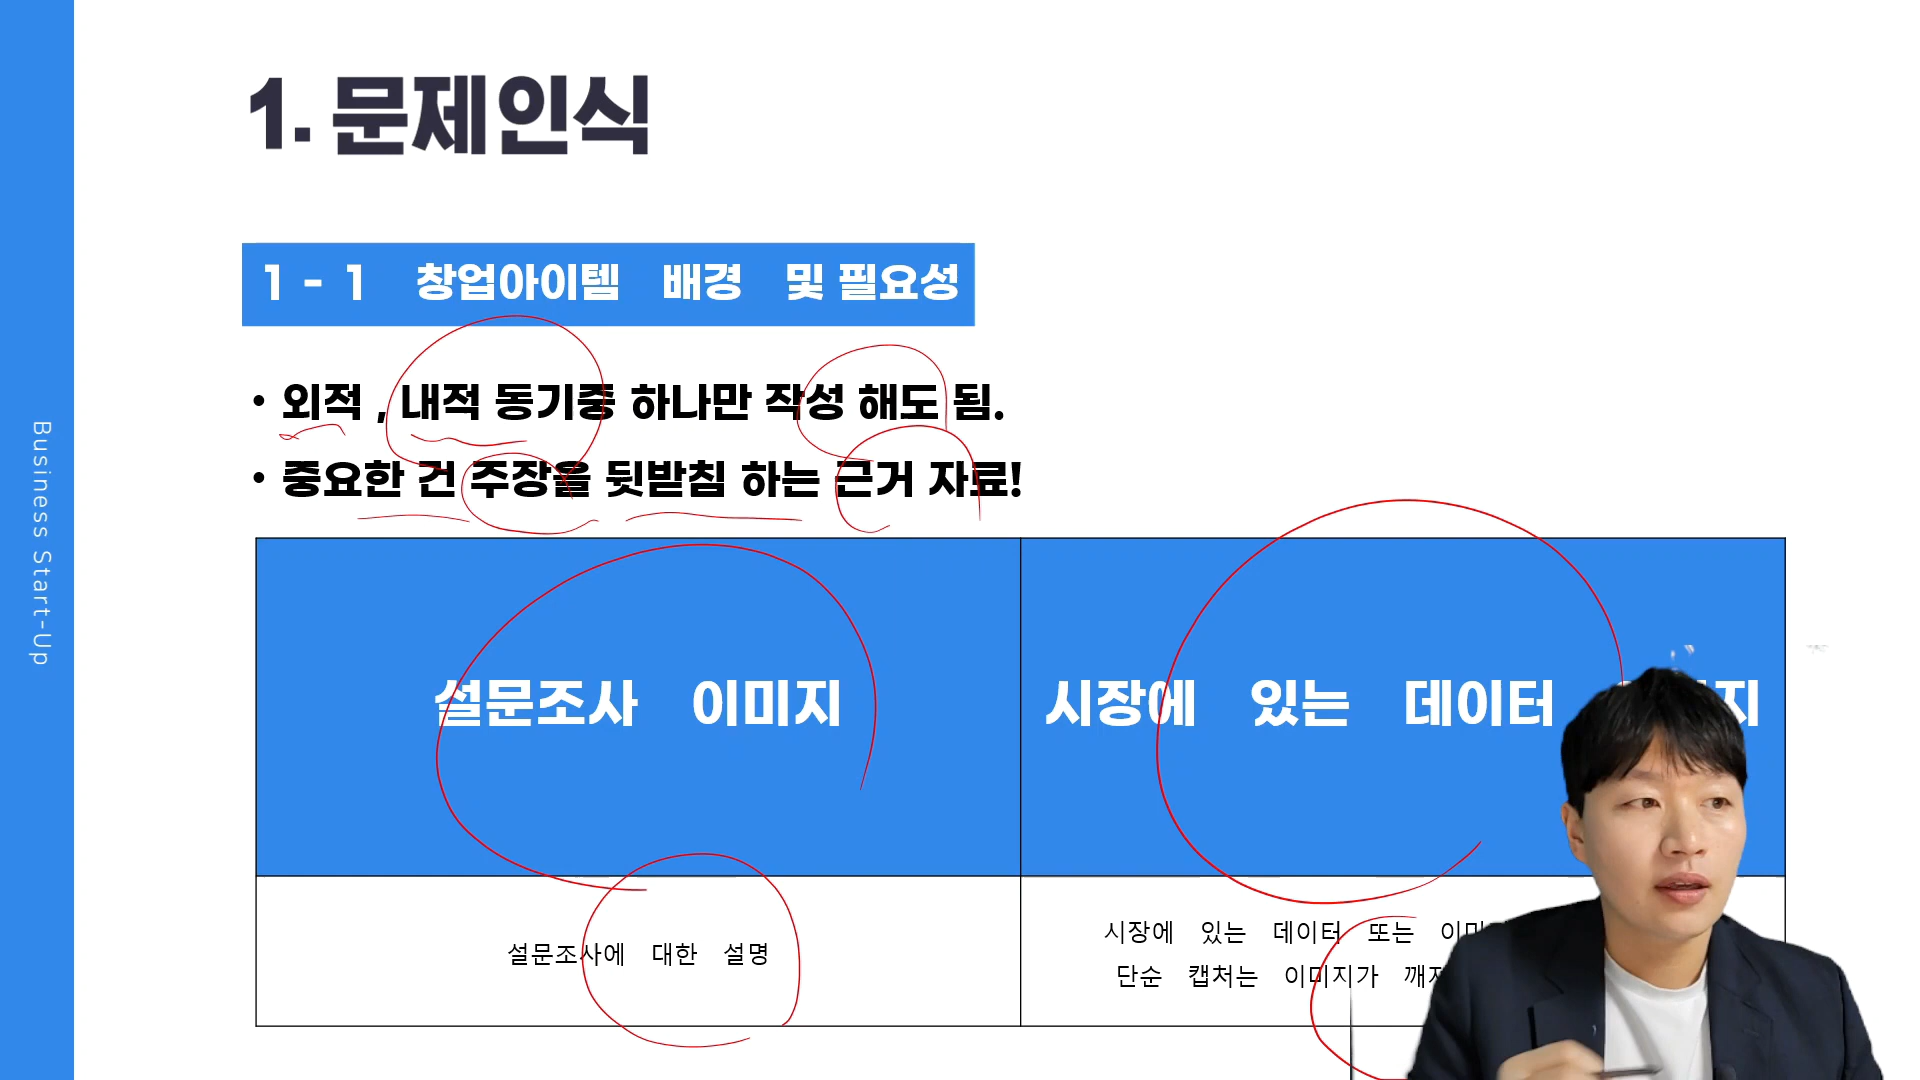 1. 문제인식
1 - 1 창업아이템 배경 및 필요성
• 외적 , 내적 동기중 하나만 작성 해도 됨.
• 중요한 건 주장을 뒷받침 하는 근거 자료!
설문조사 이미지
시장에 있는 데이터
설문조사에 대한 설명
시장에 있는 데이터 또는
단순 캡처는 이미지가
Business Start-Up